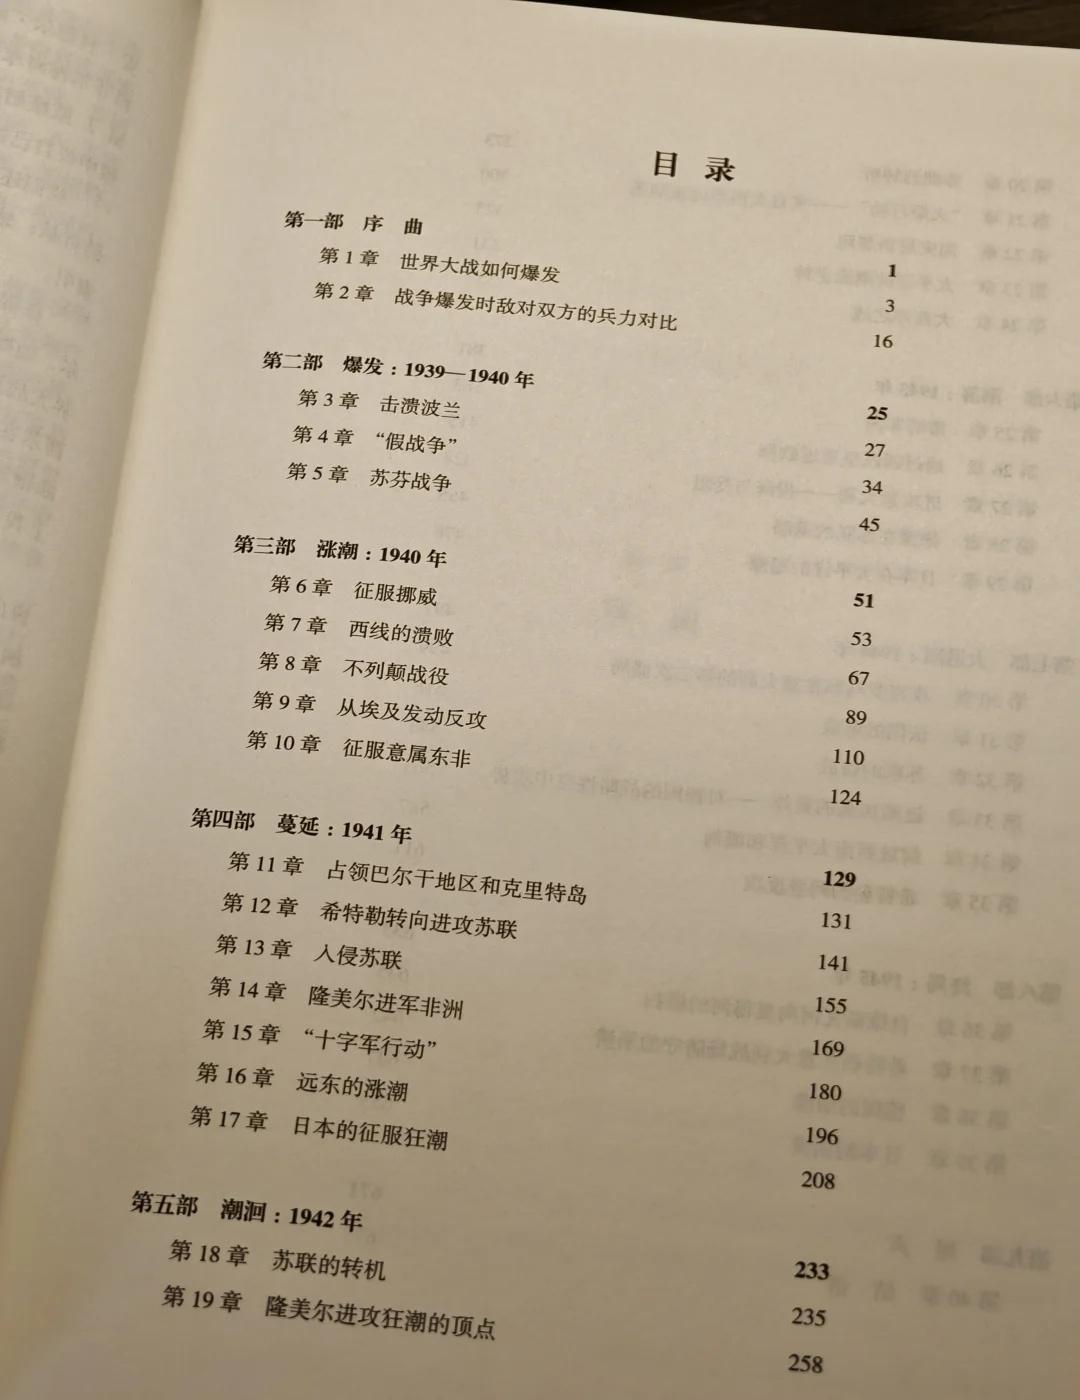 目 录
第一部 序 曲 1
第 1 章 世界大战如何爆发 3
第 2 章 战争爆发时敌对双方的兵力对比 16
第二部 爆发：1939—1940 年 25
第 3 章 击溃波兰 27
第 4 章 “假战争” 34
第 5 章 苏芬战争 45
第三部 涨潮：1940 年 51
第 6 章 征服挪威 53
第 7 章 西线的溃败 67
第 8 章 不列颠战役 89
第 9 章 从埃及发动反攻 110
第 10 章 征服意属东非 124
第四部 蔓延：1941 年 129
第 11 章 占领巴尔干地区和克里特岛 131
第 12 章 希特勒转向进攻苏联 141
第 13 章 入侵苏联 155
第 14 章 隆美尔进军非洲 169
第 15 章 “十字军行动” 180
第 16 章 远东的涨潮 196
第 17 章 日本的征服狂潮 208
第五部 潮洄：1942 年 233
第 18 章 苏联的转机 235
第 19 章 隆美尔进攻狂潮的顶点 258